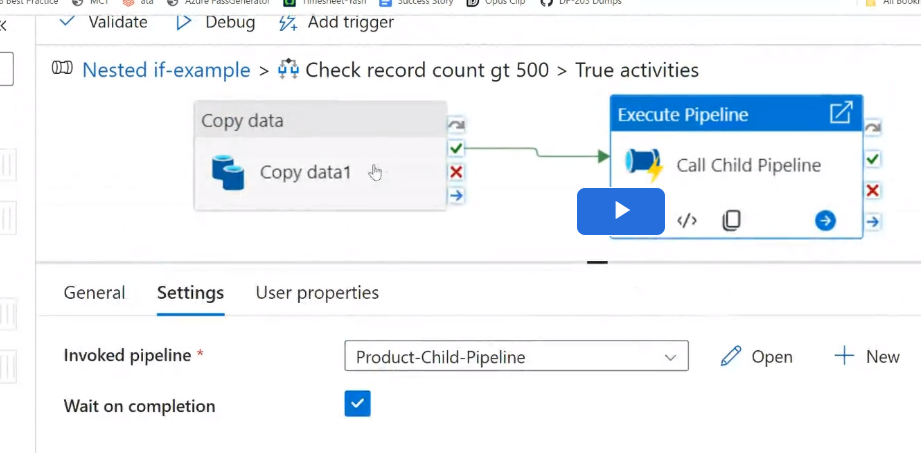 Best Practice MCT ata Azure PassGenerator Timesheet-Yash Success Story Opus Clip DP-203 Dumps All Bookm
Validate Debug Add trigger
Nested if-example > Check record count gt 500 > True activities
Copy data
Execute Pipeline
Copy data1
Call Child Pipeline
</>
General Settings User properties
Invoked pipeline * Product-Child-Pipeline Open New
Wait on completion